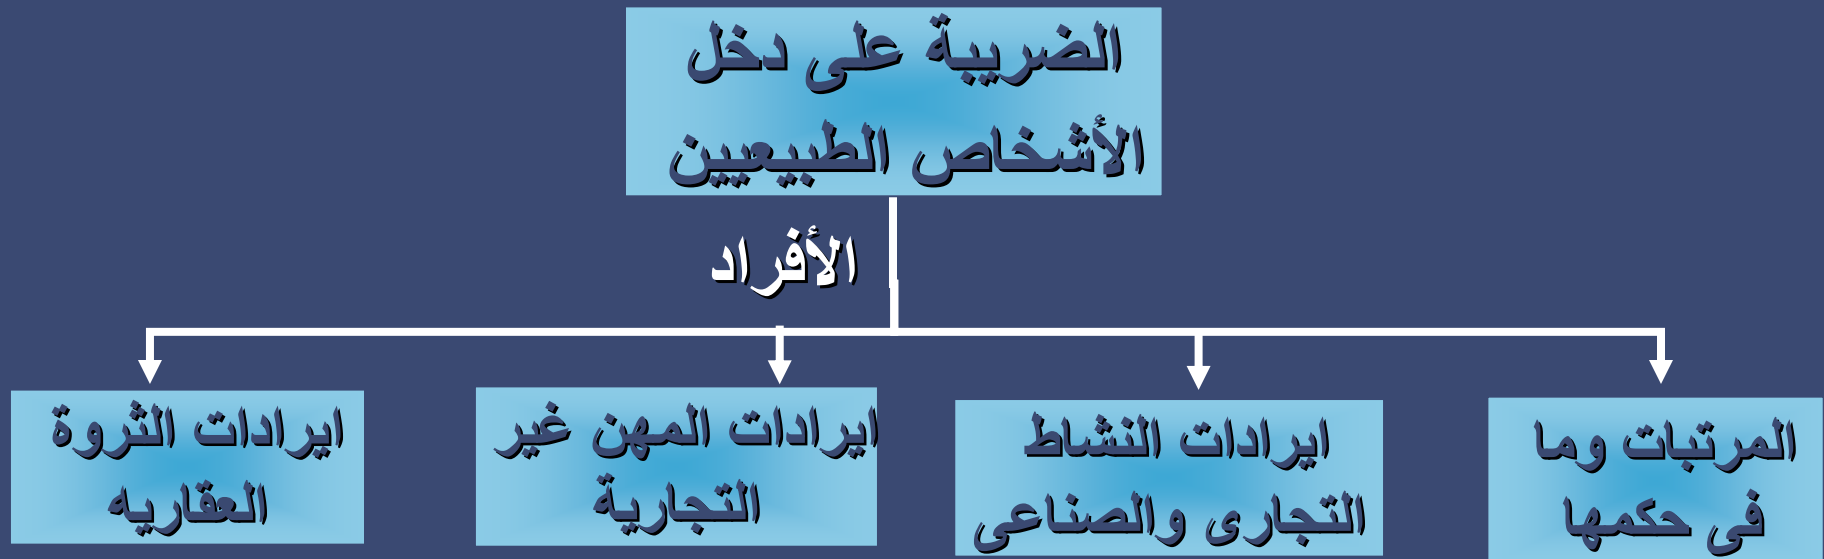 الضريبة على دخل
الأشخاص الطبيعيين
الأفراد
المرتبات وما
فى حكمها
ايرادات النشاط
التجارى والصناعى
ايرادات المهن غير
التجارية
ايرادات الثروة
العقاريه